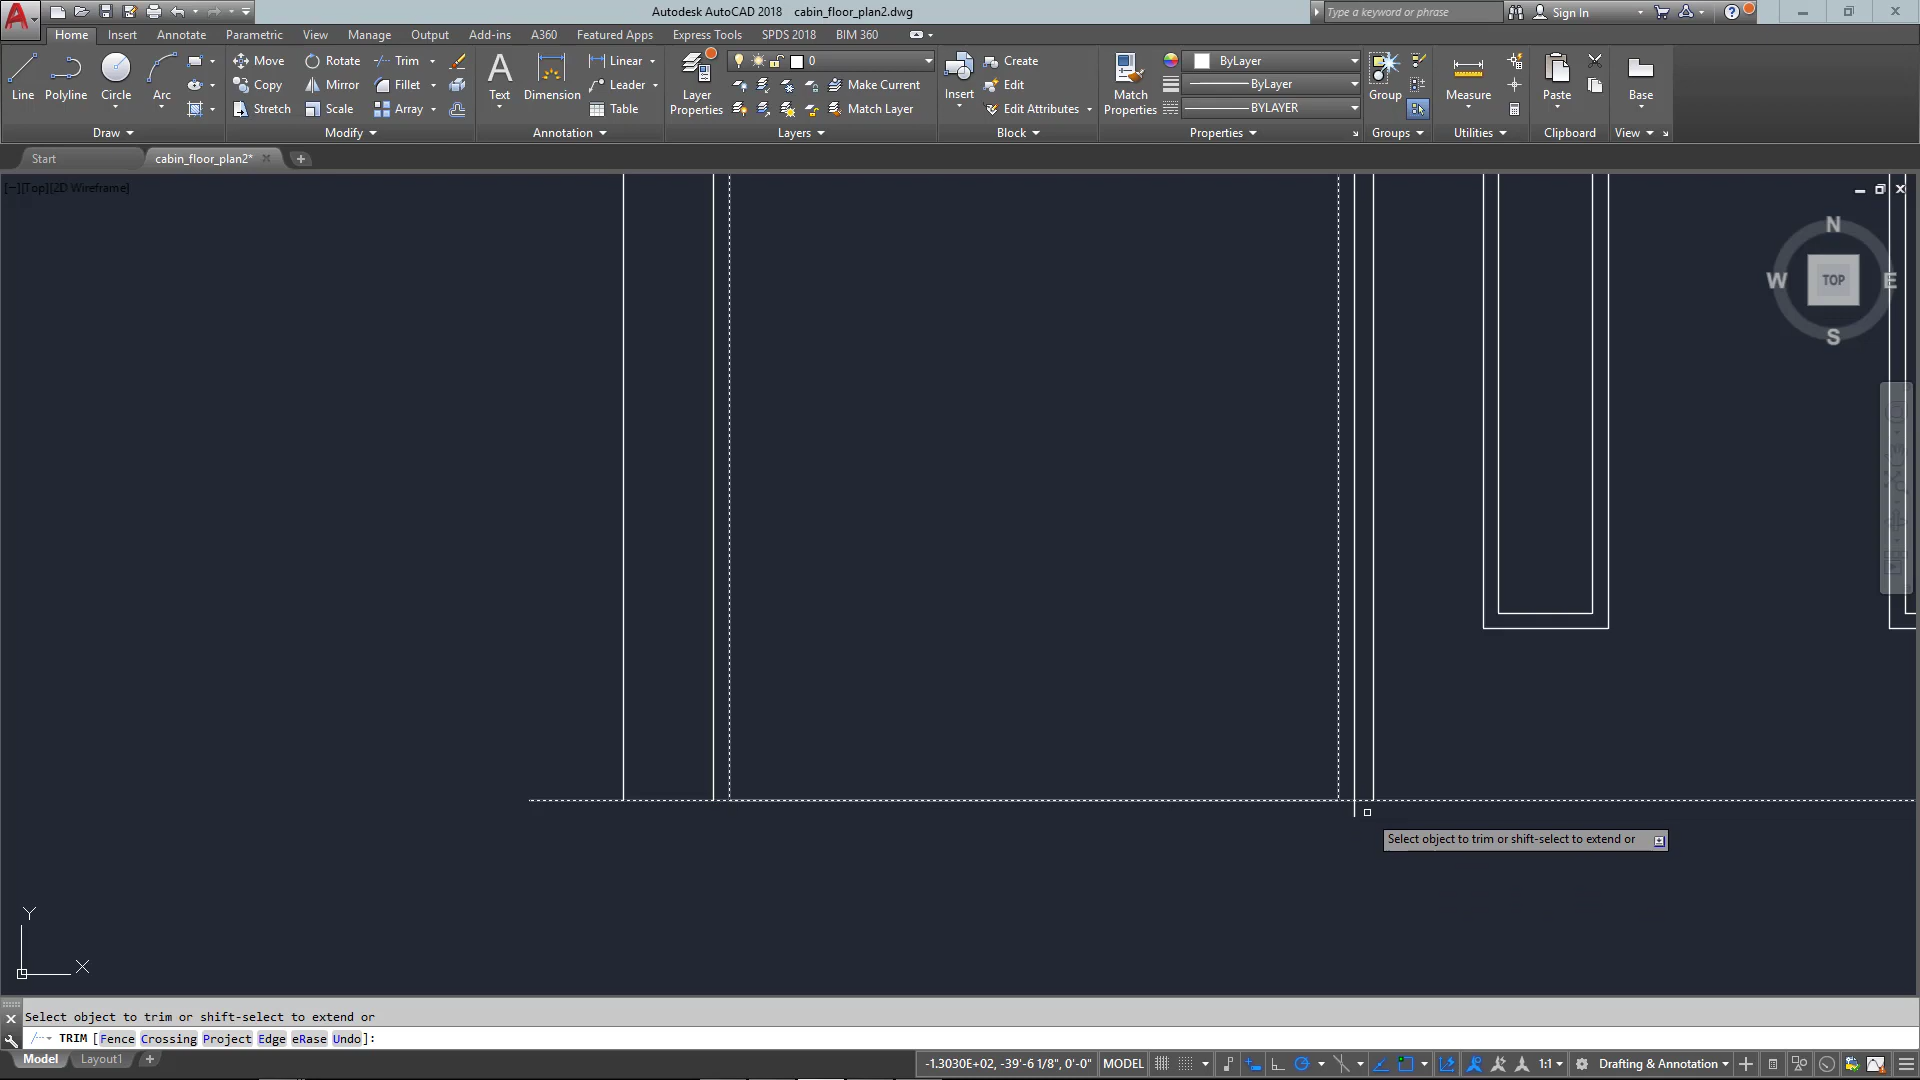 Autodesk AutoCAD 2018 cabin_floor_plan2.dwg
Type a keyword or phrase
Sign In
Home Insert Annotate Parametric View Manage Output Add-ins A360 Featured Apps Express Tools SPDS 2018 BIM 360
Line Polyline Circle Arc
Draw
Move Rotate Trim
Copy Mirror Fillet
Stretch Scale Array
Modify
Text Dimension
Linear
Leader
Table
Annotation
Layer Properties
0
Make Current
Match Layer
Layers
Insert
Create
Edit
Edit Attributes
Block
Match Properties
ByLayer
ByLayer
BYLAYER
Properties
Group
Groups
Measure
Utilities
Paste
Clipboard
Base
View
Start cabin_floor_plan2*
[−][Top][2D Wireframe]
N
W TOP E
S
Select object to trim or shift-select to extend or
Y
X
Select object to trim or shift-select to extend or
TRIM [Fence Crossing Project Edge eRase Undo]:
Model Layout1
-1.3030E+02, -39'-6 1/8", 0'-0" MODEL 1:1 Drafting & Annotation